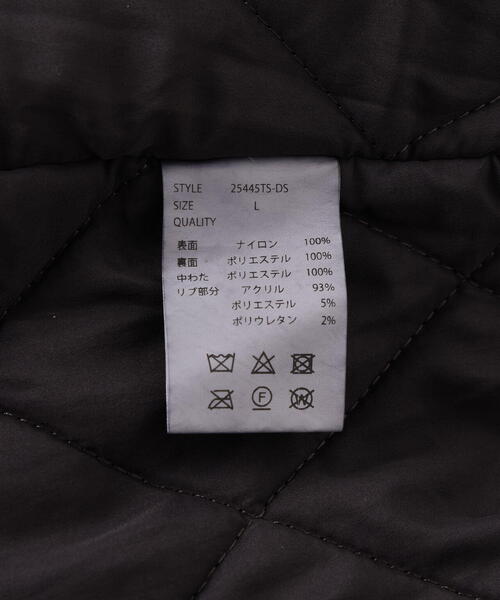 STYLE 25445TS-DS
SIZE L
QUALITY
表面 ナイロン 100%
裏面 ポリエステル 100%
中わた ポリエステル 100%
リブ部分 アクリル 93%
ポリエステル 5%
ポリウレタン 2%
F W